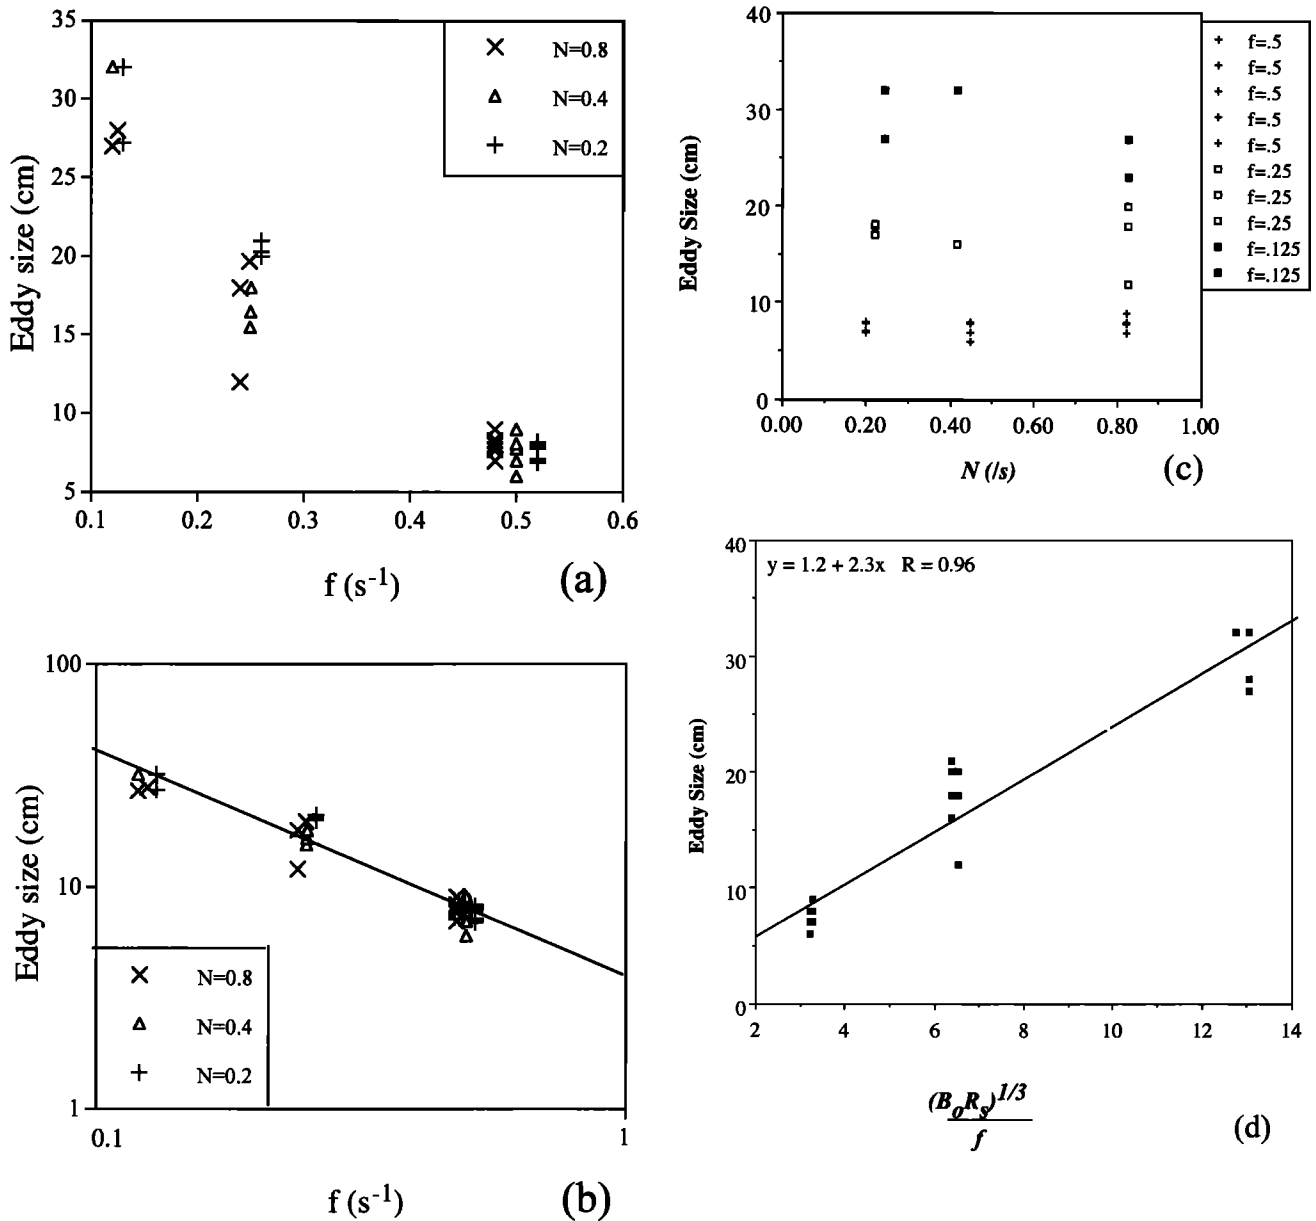 35
30
25
20
15
10
5
0.1
0.2
0.3
0.4
0.5
0.6
Eddy size (cm)
f (s-1)
(a)
N=0.8
N=0.4
N=0.2
40
30
20
10
0
0.00
0.20
0.40
0.60
0.80
1.00
Eddy Size (cm)
N (/s)
(c)
f=.5
f=.5
f=.5
f=.5
f=.5
f=.25
f=.25
f=.25
f=.125
f=.125
100
10
1
0.1
1
Eddy size (cm)
f (s-1)
(b)
N=0.8
N=0.4
N=0.2
y = 1.2 + 2.3x R = 0.96
40
30
20
10
0
2
4
6
8
10
12
14
Eddy Size (cm)
(BoRs)1/3
f
(d)